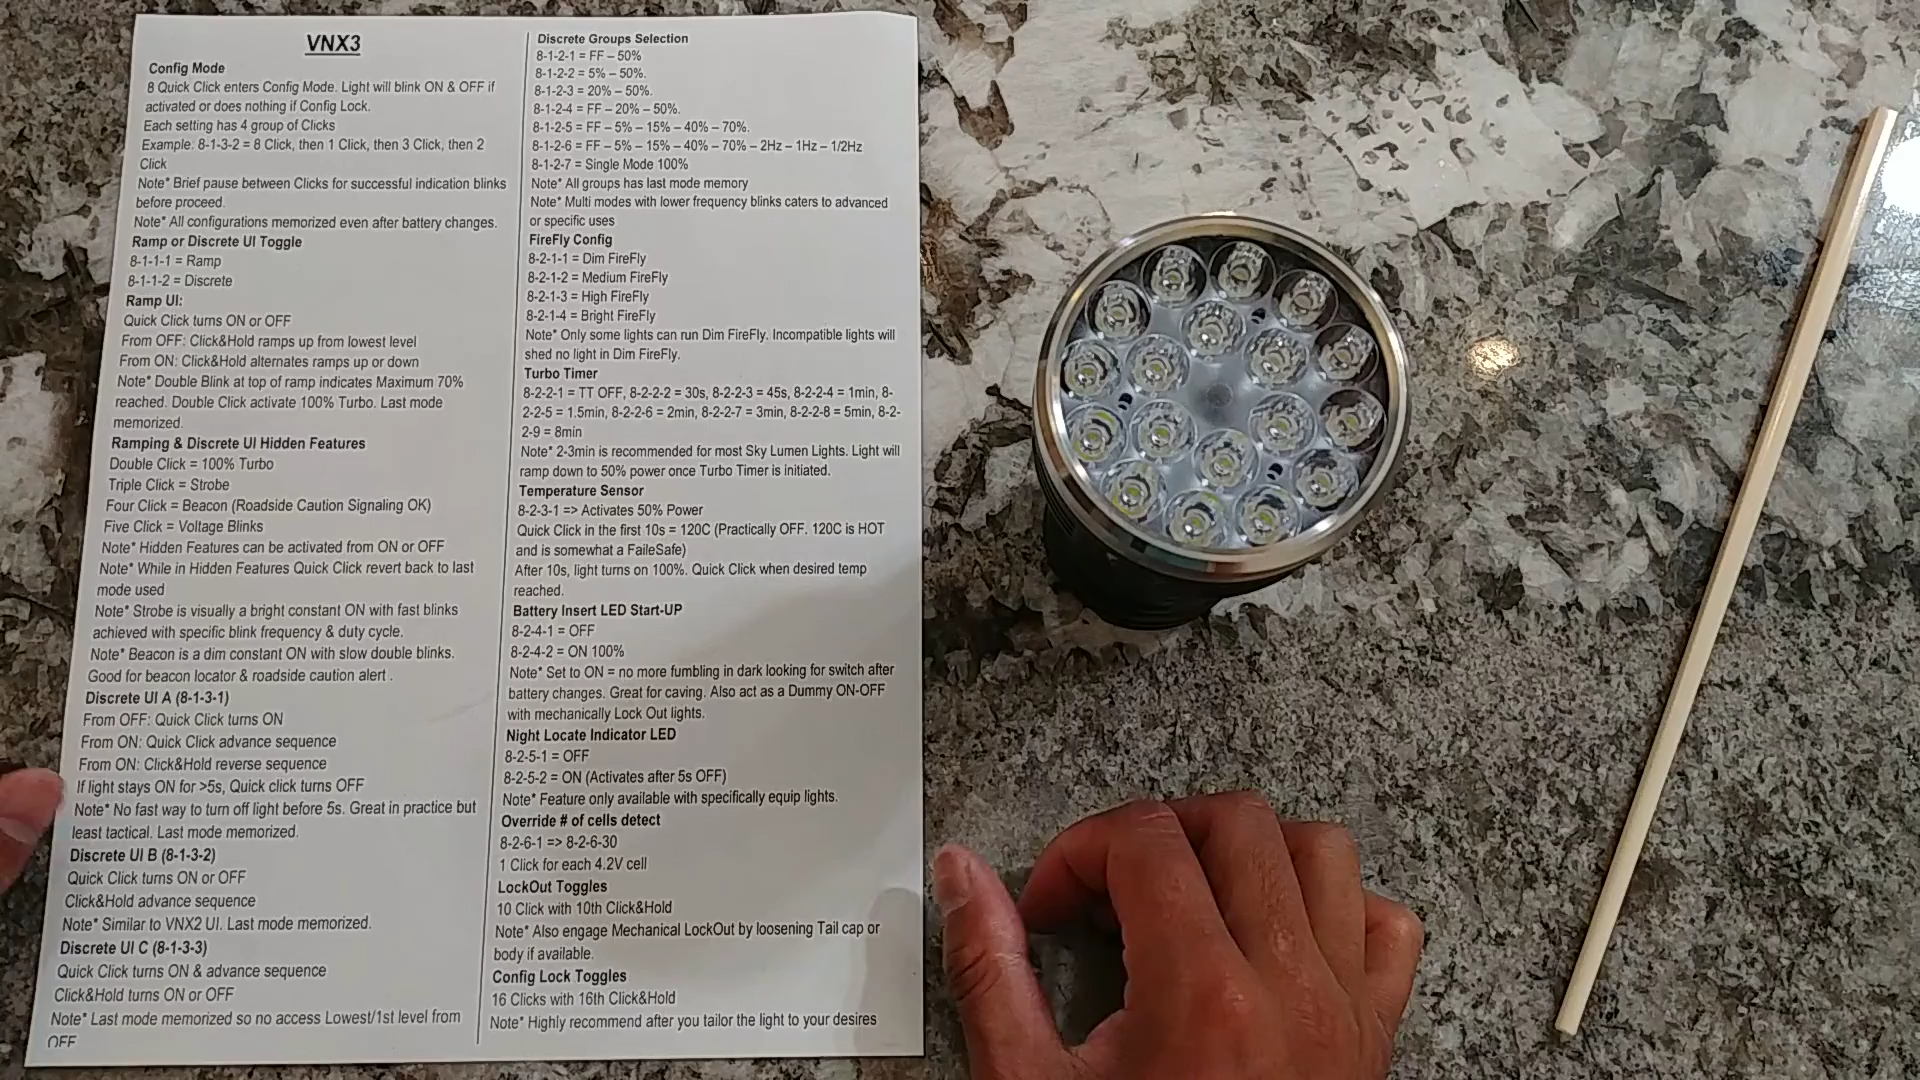 VNX3
Config Mode
8 Quick Click enters Config Mode. Light will blink ON & OFF if
activated or does nothing if Config Lock.
Each setting has 4 group of Clicks
Example: 8-1-3-2 = 8 Click, then 1 Click, then 3 Click, then 2
Click
Note* Brief pause between Clicks for successful indication blinks
before proceed.
Note* All configurations memorized even after battery changes.
Ramp or Discrete UI Toggle
8-1-1-1 = Ramp
8-1-1-2 = Discrete
Ramp UI:
Quick Click turns ON or OFF
From OFF: Click&Hold ramps up from lowest level
From ON: Click&Hold alternates ramps up or down
Note* Double Blink at top of ramp indicates Maximum 70%
reached. Double Click activate 100% Turbo. Last mode
memorized.
Ramping & Discrete UI Hidden Features
Double Click = 100% Turbo
Triple Click = Strobe
Four Click = Beacon (Roadside Caution Signaling OK)
Five Click = Voltage Blinks
Note* Hidden Features can be activated from ON or OFF
Note* While in Hidden Features Quick Click revert back to last
mode used
Note* Strobe is visually a bright constant ON with fast blinks
achieved with specific blink frequency & duty cycle.
Note* Beacon is a dim constant ON with slow double blinks.
Good for beacon locator & roadside caution alert .
Discrete UI A (8-1-3-1)
From OFF: Quick Click turns ON
From ON: Quick Click advance sequence
From ON: Click&Hold reverse sequence
If light stays ON for >5s, Quick click turns OFF
Note* No fast way to turn off light before 5s. Great in practice but
least tactical. Last mode memorized.
Discrete UI B (8-1-3-2)
Quick Click turns ON or OFF
Click&Hold advance sequence
Note* Similar to VNX2 UI. Last mode memorized.
Discrete UI C (8-1-3-3)
Quick Click turns ON & advance sequence
Click&Hold turns ON or OFF
Note* Last mode memorized so no access Lowest/1st level from
OFF
Discrete Groups Selection
8-1-2-1 = FF – 50%
8-1-2-2 = 5% – 50%.
8-1-2-3 = 20% – 50%.
8-1-2-4 = FF – 20% – 50%.
8-1-2-5 = FF – 5% – 15% – 40% – 70%.
8-1-2-6 = FF – 5% – 15% – 40% – 70% – 2Hz – 1Hz – 1/2Hz
8-1-2-7 = Single Mode 100%
Note* All groups has last mode memory
Note* Multi modes with lower frequency blinks caters to advanced
or specific uses
FireFly Config
8-2-1-1 = Dim FireFly
8-2-1-2 = Medium FireFly
8-2-1-3 = High FireFly
8-2-1-4 = Bright FireFly
Note* Only some lights can run Dim FireFly. Incompatible lights will
shed no light in Dim FireFly.
Turbo Timer
8-2-2-1 = TT OFF, 8-2-2-2 = 30s, 8-2-2-3 = 45s, 8-2-2-4 = 1min, 8-
2-2-5 = 1.5min, 8-2-2-6 = 2min, 8-2-2-7 = 3min, 8-2-2-8 = 5min, 8-2-
2-9 = 8min
Note* 2-3min is recommended for most Sky Lumen Lights. Light will
ramp down to 50% power once Turbo Timer is initiated.
Temperature Sensor
8-2-3-1 => Activates 50% Power
Quick Click in the first 10s = 120C (Practically OFF. 120C is HOT
and is somewhat a FaileSafe)
After 10s, light turns on 100%. Quick Click when desired temp
reached.
Battery Insert LED Start-UP
8-2-4-1 = OFF
8-2-4-2 = ON 100%
Note* Set to ON = no more fumbling in dark looking for switch after
battery changes. Great for caving. Also act as a Dummy ON-OFF
with mechanically Lock Out lights.
Night Locate Indicator LED
8-2-5-1 = OFF
8-2-5-2 = ON (Activates after 5s OFF)
Note* Feature only available with specifically equip lights.
Override # of cells detect
8-2-6-1 => 8-2-6-30
1 Click for each 4.2V cell
LockOut Toggles
10 Click with 10th Click&Hold
Note* Also engage Mechanical LockOut by loosening Tail cap or
body if available.
Config Lock Toggles
16 Clicks with 16th Click&Hold
Note* Highly recommend after you tailor the light to your desires